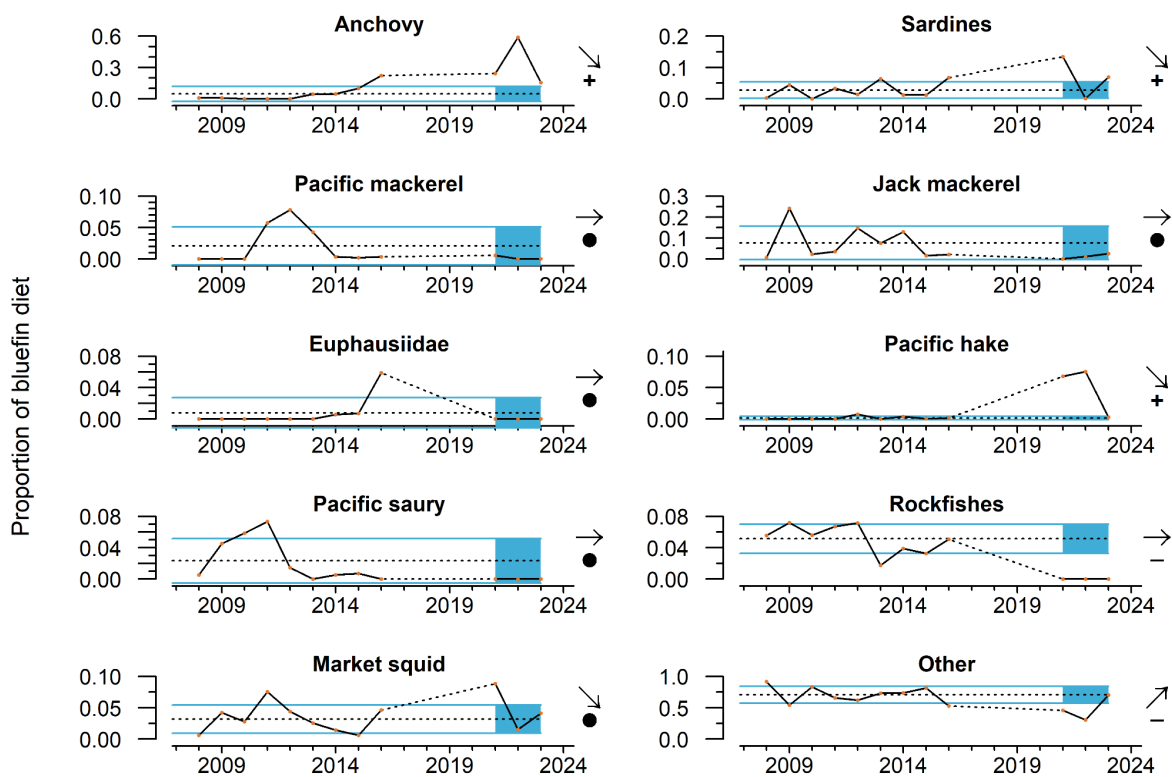 Proportion of bluefin diet
Anchovy
0.6
0.3
0.0
2009 2014 2019 2024
+
Sardines
0.2
0.1
0.0
2009 2014 2019 2024
+
Pacific mackerel
0.10
0.05
0.00
2009 2014 2019 2024
Jack mackerel
0.3
0.2
0.1
0.0
2009 2014 2019 2024
Euphausiidae
0.08
0.04
0.00
2009 2014 2019 2024
Pacific hake
0.10
0.05
0.00
2009 2014 2019 2024
+
Pacific saury
0.08
0.04
0.00
2009 2014 2019 2024
Rockfishes
0.08
0.04
0.00
2009 2014 2019 2024
–
Market squid
0.10
0.05
0.00
2009 2014 2019 2024
Other
1.0
0.5
0.0
2009 2014 2019 2024
–